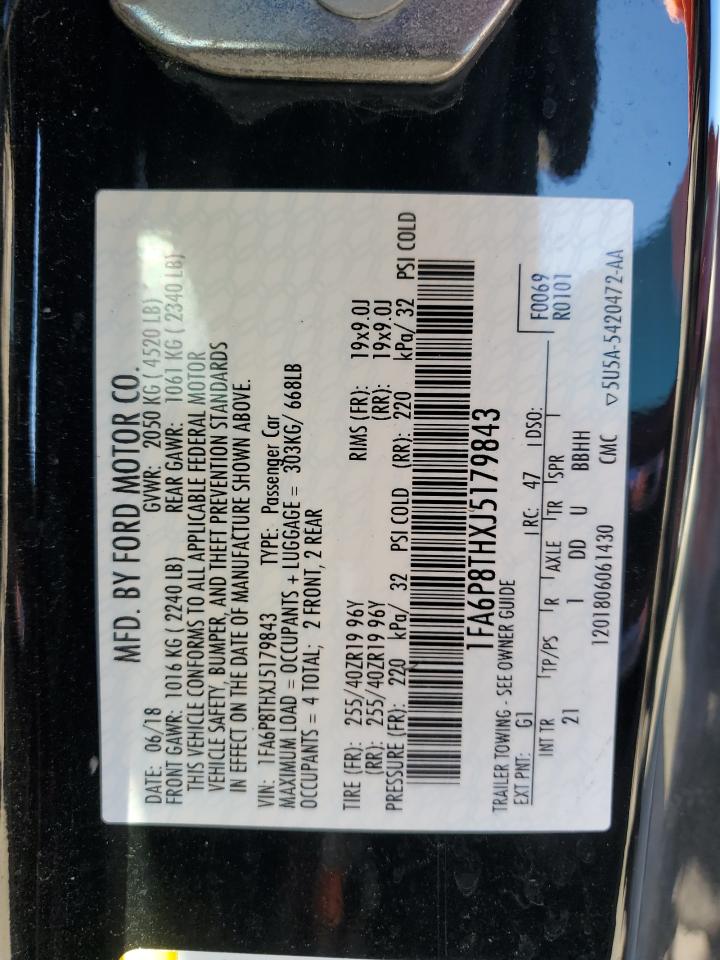 MFD. BY FORD MOTOR CO.
DATE: 06/18 GVWR: 2050 KG ( 4520 LB)
FRONT GAWR: 1016 KG ( 2240 LB) REAR GAWR: 1061 KG ( 2340 LB)
THIS VEHICLE CONFORMS TO ALL APPLICABLE FEDERAL MOTOR
VEHICLE SAFETY, BUMPER, AND THEFT PREVENTION STANDARDS
IN EFFECT ON THE DATE OF MANUFACTURE SHOWN ABOVE.
VIN: 1FA6P8THXJ5179843 TYPE: Passenger Car
MAXIMUM LOAD = OCCUPANTS + LUGGAGE = 303KG/ 668LB
OCCUPANTS = 4 TOTAL; 2 FRONT, 2 REAR
TIRE (FR): 255/40ZR19 96Y RIMS (FR): 19x9.0J
(RR): 255/40ZR19 96Y (RR): 19x9.0J
PRESSURE (FR): 220 kPa/ 32 PSI COLD (RR): 220 kPa/ 32 PSI COLD
1FA6P8THXJ5179843
TRAILER TOWING - SEE OWNER GUIDE
EXT PNT: G1 RC: 47 DSO: F0069
R0101
INT TR TP/PS R AXLE TR SPR
21 1 DD U BBHH
1201806061430 CMC ▽5U5A-5420472-AA